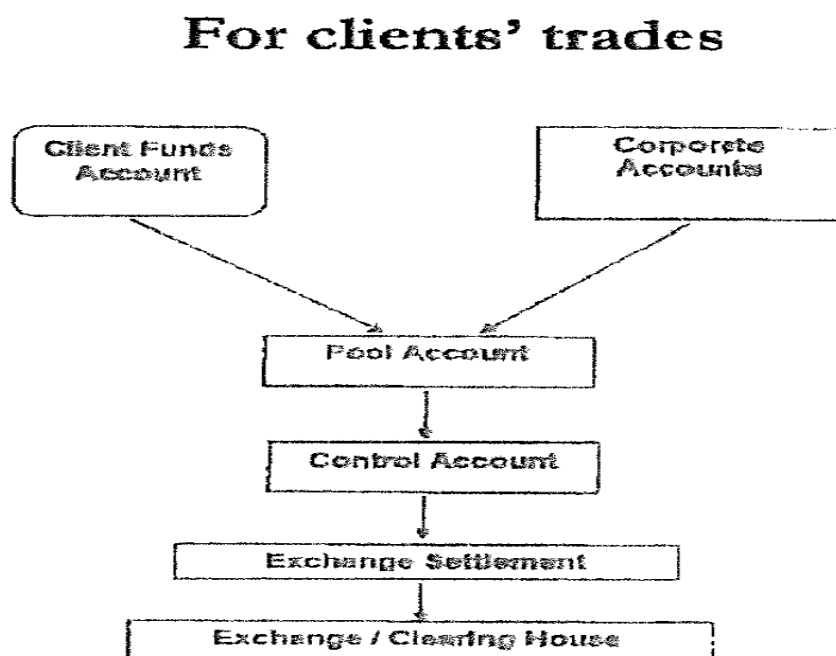 For clients' trades
Client Funds
Account
Corporate
Accounts
Pool Account
Control Account
Exchange Settlement
Exchange / Clearing House